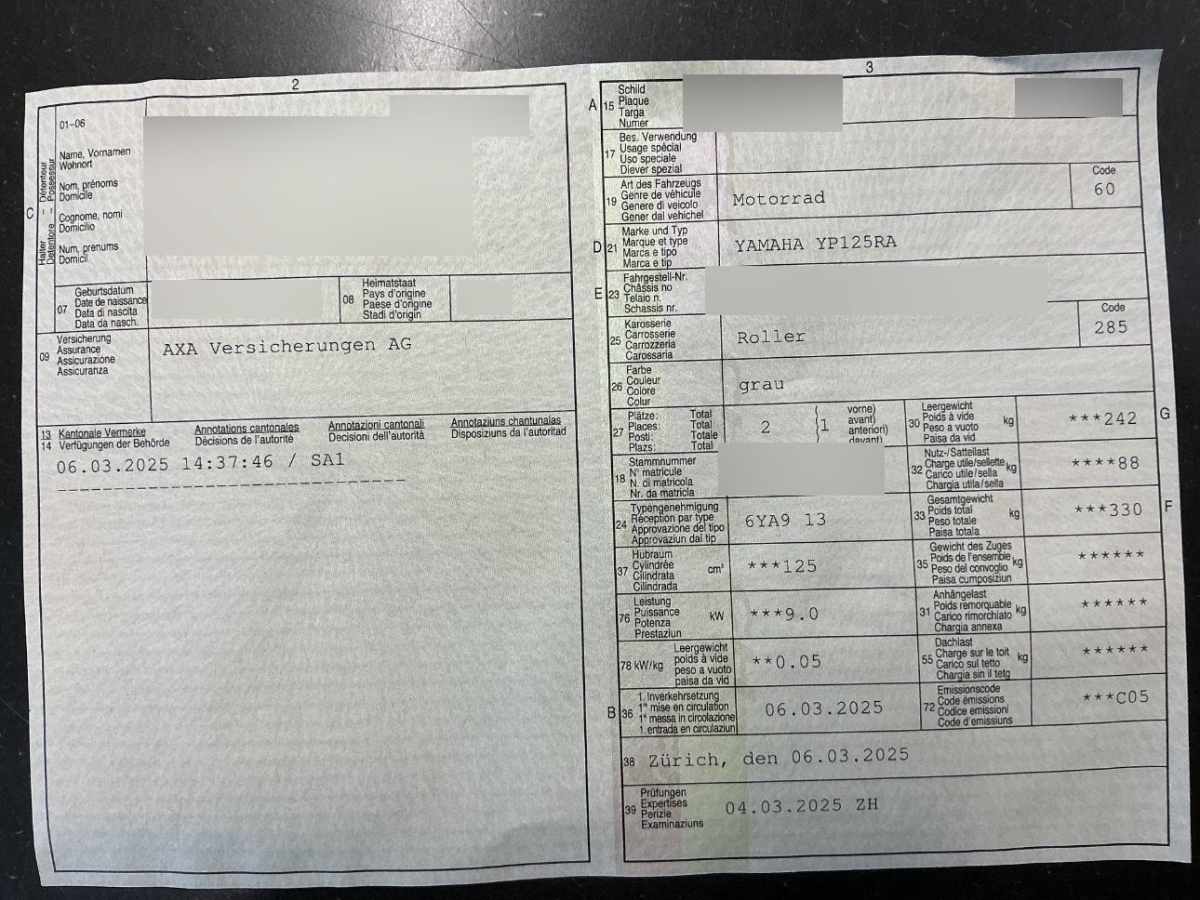 2
01-06
C
Halter – Détenteur
Detentore – Possessur
Name, Vornamen
Wohnort
Nom, prénoms
Domicile
Cognome, nomi
Domicilio
Num, prenums
Domicil
07
Geburtsdatum
Date de naissance
Data di nascita
Data da nasch.
08
Heimatstaat
Pays d'origine
Paese d'origine
Stadi d'origin
09
Versicherung
Assurance
Assicurazione
Assicuranza
AXA Versicherungen AG
13 Kantonale Vermerke Annotations cantonales Annotazioni cantonali Annotaziuns chantunalas
14 Verfügungen der Behörde Décisions de l'autorité Decisioni dell'autorità Disposiziuns da l'autoritad
06.03.2025 14:37:46 / SA1
3
A 15
Schild
Plaque
Targa
Numer
17
Bes. Verwendung
Usage spécial
Uso speciale
Diever spezial
19
Art des Fahrzeugs
Genre de véhicule
Genere di veicolo
Gener dal vehichel
Motorrad
Code
60
D 21
Marke und Typ
Marque et type
Marca e tipo
Marca e tip
YAMAHA YP125RA
E 23
Fahrgestell-Nr.
Châssis no
Telaio n.
Schassis nr.
25
Karosserie
Carrosserie
Carrozzeria
Carossaria
Roller
Code
285
26
Farbe
Couleur
Colore
Colur
grau
27
Plätze: Total
Places: Total
Posti: Totale
Plazs: Total
2
1
vorne)
avant)
anteriori)
davant)
30
Leergewicht
Poids à vide
Peso a vuoto
Paisa da vid
kg
***242
G
18
Stammnummer
N° matricule
N. di matricola
Nr. da matricla
32
Nutz-/Sattellast
Charge utile/sellette
Carico utile/sella
Chargia utila/sella
kg
****88
24
Typengenehmigung
Réception par type
Approvazione del tipo
Approvaziun dal tip
6YA9 13
33
Gesamtgewicht
Poids total
Peso totale
Paisa totala
kg
***330
F
37
Hubraum
Cylindrée
Cilindrata
Cilindrada
cm³
***125
35
Gewicht des Zuges
Poids de l'ensemble
Peso del convoglio
Paisa cumposiziun
kg
******
76
Leistung
Puissance
Potenza
Prestaziun
kW
***9.0
31
Anhängelast
Poids remorquable
Carico rimorchiato
Chargia annexa
kg
******
78 kW/kg
Leergewicht
poids à vide
peso a vuoto
paisa da vid
**0.05
55
Dachlast
Charge sur le toit
Carico sul tetto
Chargia sin il tetg
kg
******
B 36
1. Inverkehrsetzung
1re mise en circulation
1a messa in circolazione
1. entrada en circulaziun
06.03.2025
72
Emissionscode
Code émissions
Codice emissioni
Code d'emissiuns
***C05
38 Zürich, den 06.03.2025
39
Prüfungen
Expertises
Perizie
Examinaziuns
04.03.2025 ZH